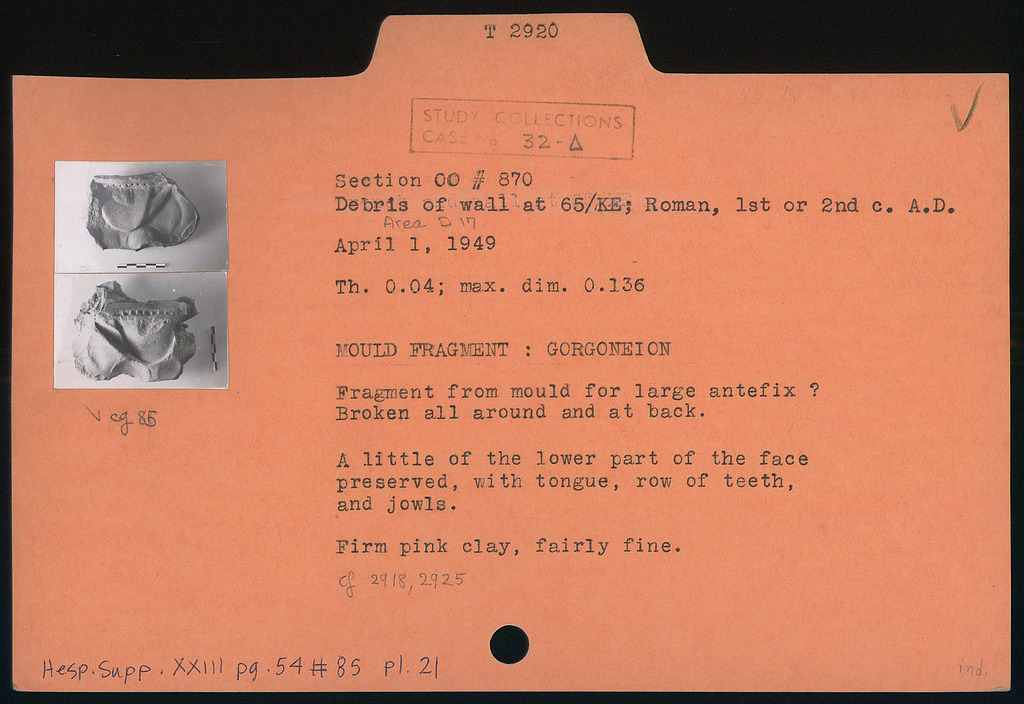 T 2920
STUDY COLLECTIONS
CASE No 32-Δ
Section OO # 870
Debris of wall at 65/KE; Roman, 1st or 2nd c. A.D.
Area D 17
April 1, 1949
Th. 0.04; max. dim. 0.136
MOULD FRAGMENT : GORGONEION
Fragment from mould for large antefix ?
Broken all around and at back.
A little of the lower part of the face
preserved, with tongue, row of teeth,
and jowls.
Firm pink clay, fairly fine.
cf 2918, 2925
cg 85
Hesp. Supp. XXIII pg. 54 # 85 pl. 21